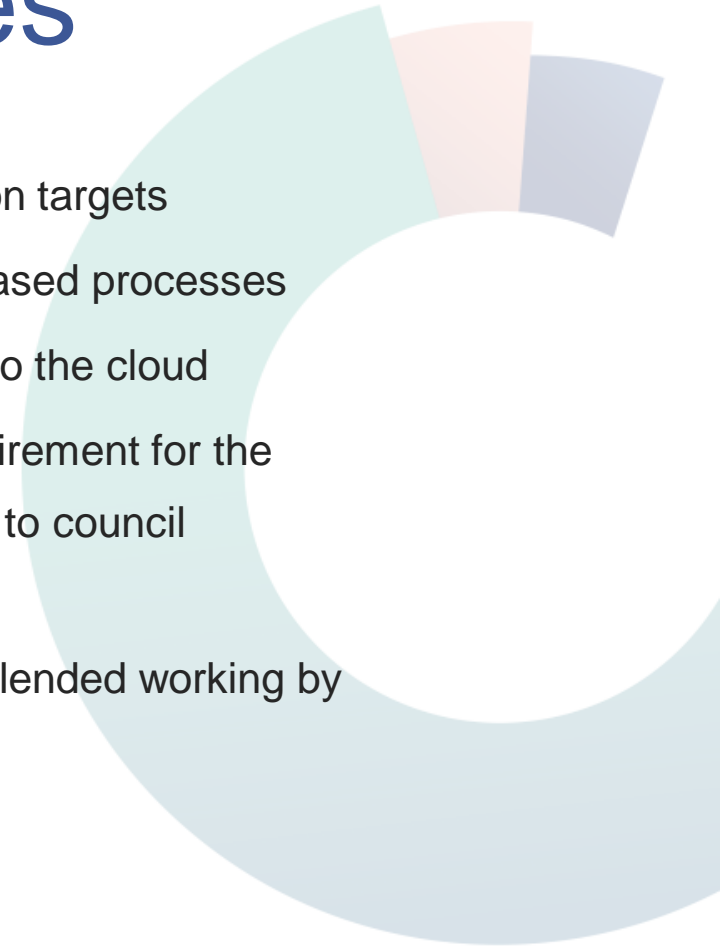 es
on targets
ased processes
o the cloud
irement for the
to council
lended working by